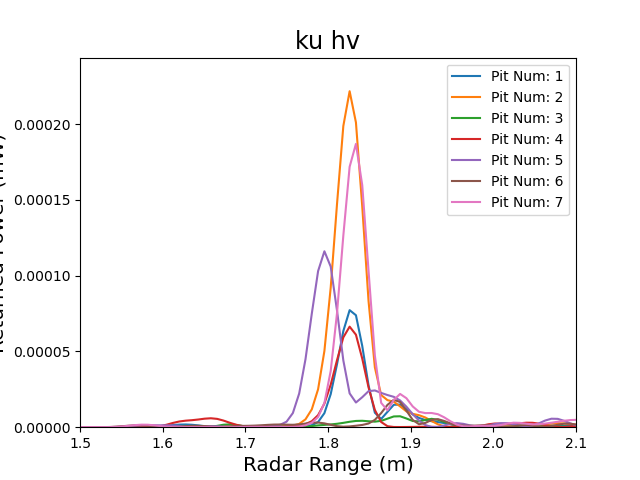 ku hv
Pit Num: 1
Pit Num: 2
Pit Num: 3
Pit Num: 4
Pit Num: 5
Pit Num: 6
Pit Num: 7
0.00020
0.00015
0.00010
0.00005
0.00000
1.5 1.6 1.7 1.8 1.9 2.0 2.1
Radar Range (m)